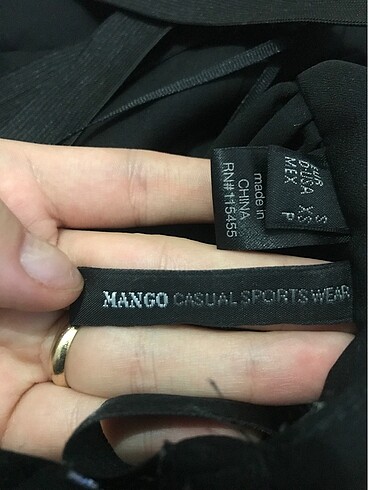 made in
CHINA
RN#115455
EUR S
USA XS
MEX P
MANGO CASUAL SPORTSWEAR